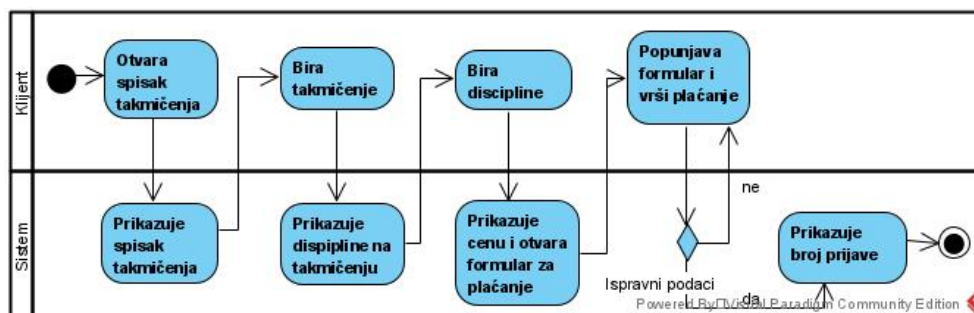 Klijent
Otvara
spisak
takmičenja
Bira
takmičenje
Bira
discipline
Popunjava
formular i
vrši plaćanje
Sistem
Prikazuje
spisak
takmičenja
Prikazuje
dispipline na
takmičenju
Prikazuje
cenu i otvara
formular za
plaćanje
ne
Ispravni podaci
da
Prikazuje
broj prijave
Powered By Visual Paradigm Community Edition